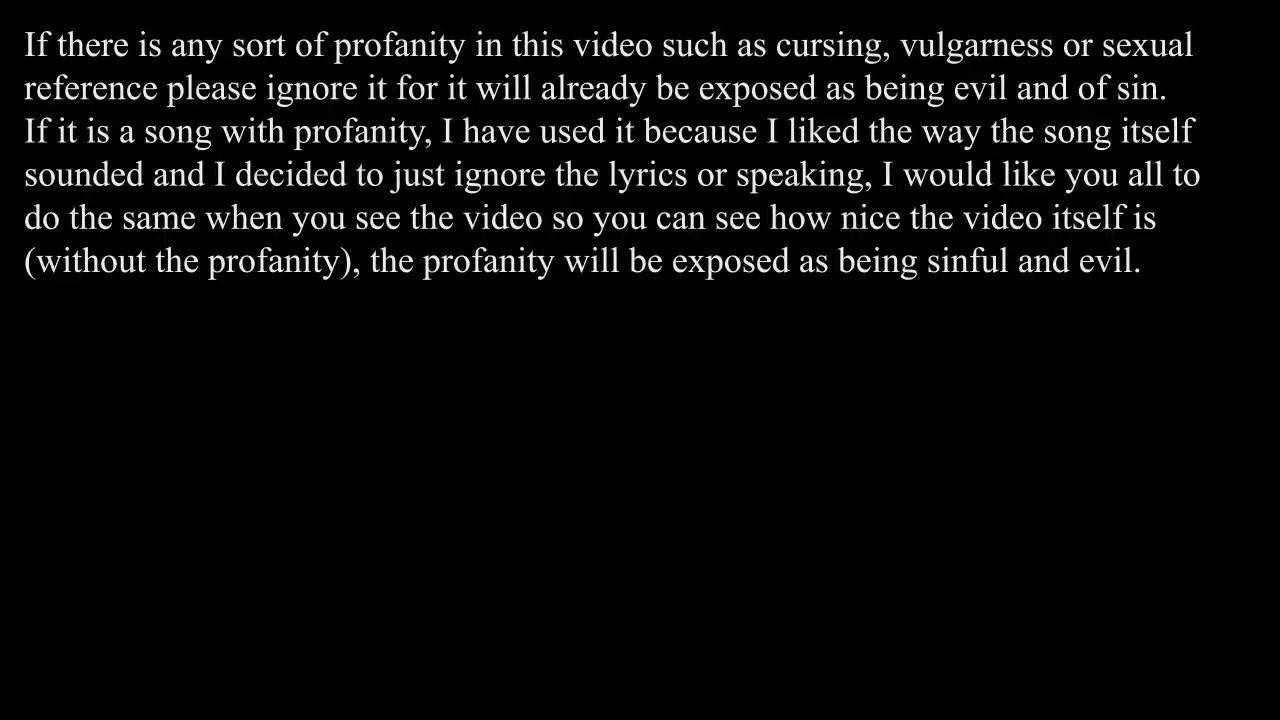 If there is any sort of profanity in this video such as cursing, vulgarness or sexual
reference please ignore it for it will already be exposed as being evil and of sin.
If it is a song with profanity, I have used it because I liked the way the song itself
sounded and I decided to just ignore the lyrics or speaking, I would like you all to
do the same when you see the video so you can see how nice the video itself is
(without the profanity), the profanity will be exposed as being sinful and evil.